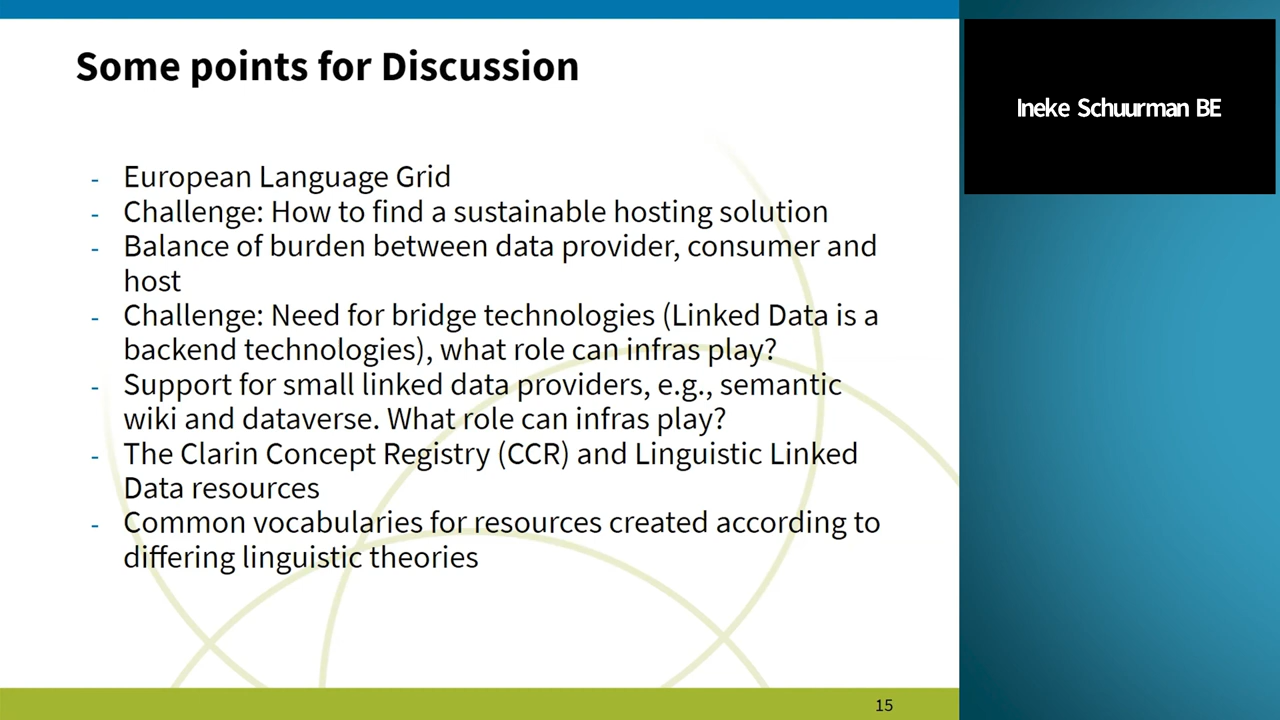 Some points for Discussion
- European Language Grid
- Challenge: How to find a sustainable hosting solution
- Balance of burden between data provider, consumer and
host
- Challenge: Need for bridge technologies (Linked Data is a
backend technologies), what role can infras play?
- Support for small linked data providers, e.g., semantic
wiki and dataverse. What role can infras play?
- The Clarin Concept Registry (CCR) and Linguistic Linked
Data resources
- Common vocabularies for resources created according to
differing linguistic theories
15
Ineke Schuurman BE